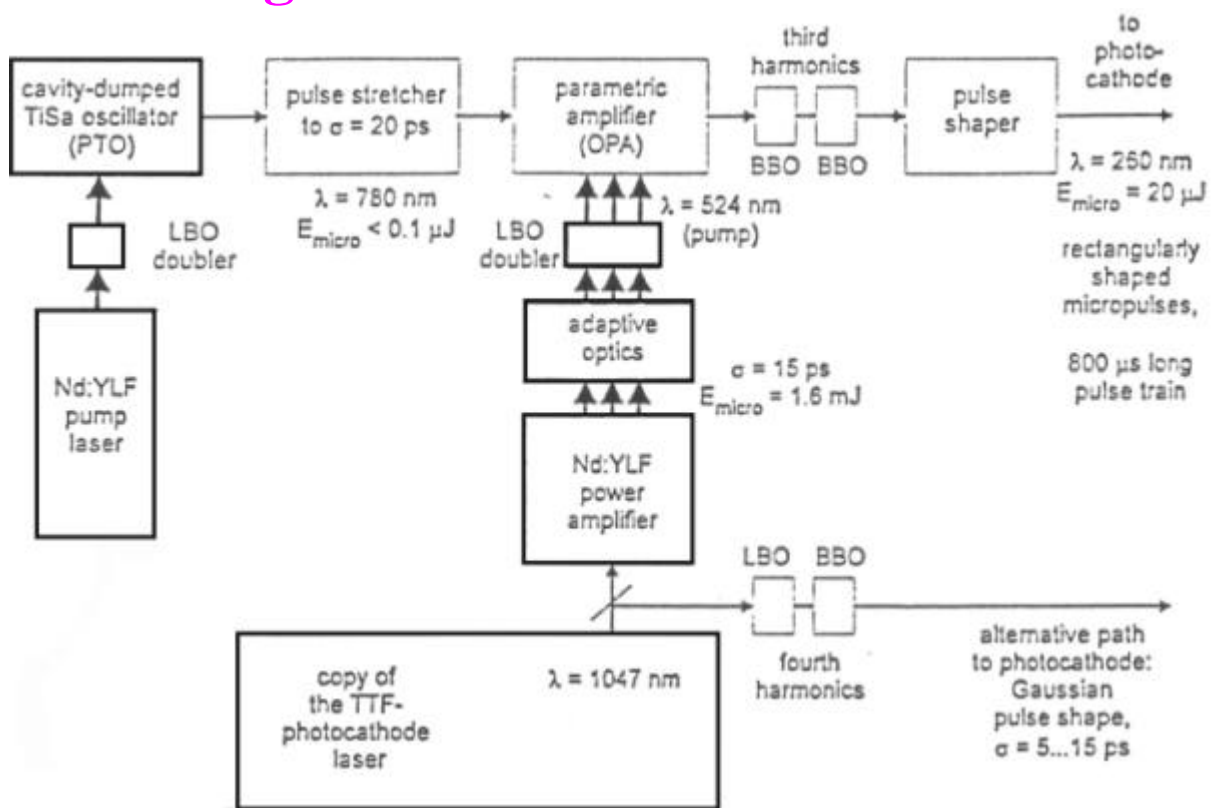 cavity-dumped
TiSa oscillator
(PTO)
pulse stretcher
to σ = 20 ps
parametric
amplifier
(OPA)
third
harmonics
BBO BBO
pulse
shaper
to
photo-
cathode
λ = 260 nm
E_micro = 20 µJ
rectangularly
shaped
micropulses,
800 µs long
pulse train
λ = 780 nm
E_micro < 0.1 µJ
LBO
doubler
LBO
doubler
λ = 524 nm
(pump)
adaptive
optics
σ = 15 ps
E_micro = 1.6 mJ
Nd:YLF
pump
laser
Nd:YLF
power
amplifier
LBO BBO
fourth
harmonics
alternative path
to photocathode:
Gaussian
pulse shape,
σ = 5...15 ps
copy of
the TTF-
photocathode
laser
λ = 1047 nm